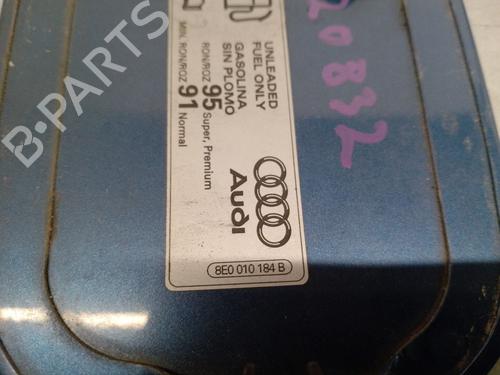 UNLEADED
FUEL ONLY
GASOLINA
SIN PLOMO
RON/ROZ 95 Super, Premium
MIN. RON/ROZ 91 Normal
Audi
8E0 010 184 B
20832
B-PARTS